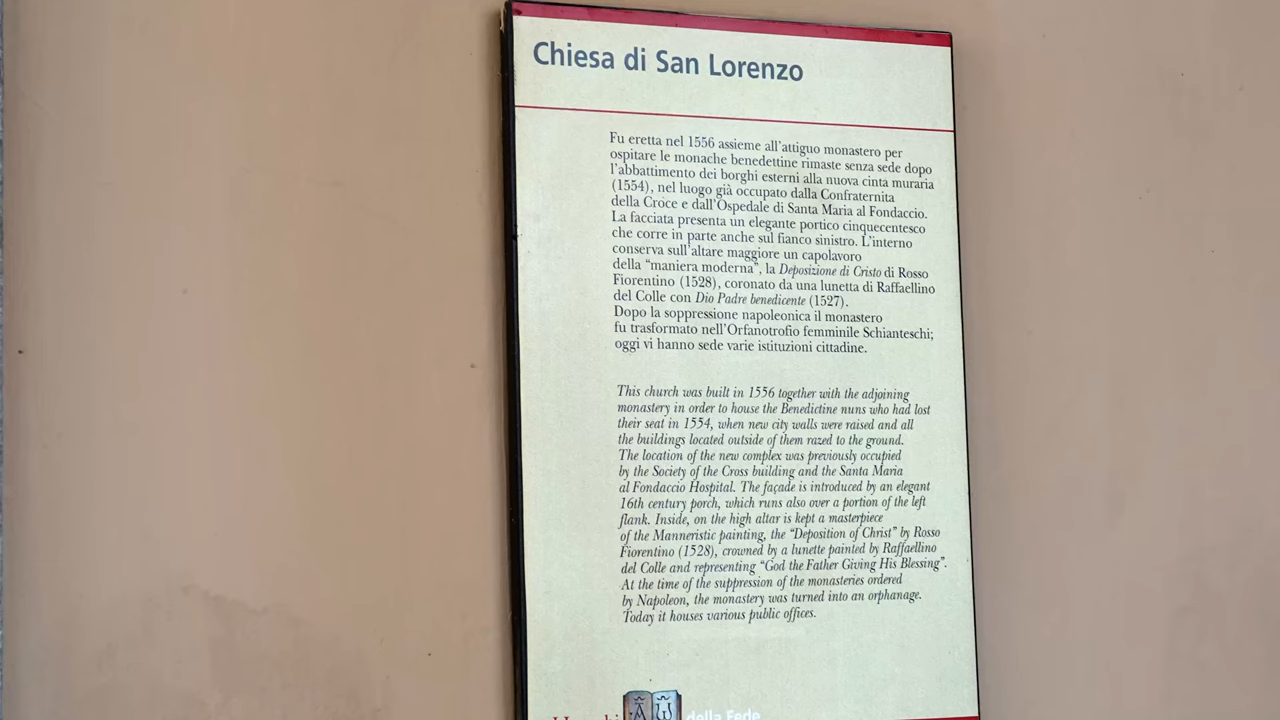 Chiesa di San Lorenzo
Fu eretta nel 1556 assieme all'attiguo monastero per
ospitare le monache benedettine rimaste senza sede dopo
l'abbattimento dei borghi esterni alla nuova cinta muraria
(1554), nel luogo già occupato dalla Confraternita
della Croce e dall'Ospedale di Santa Maria al Fondaccio.
La facciata presenta un elegante portico cinquecentesco
che corre in parte anche sul fianco sinistro. L'interno
conserva sull'altare maggiore un capolavoro
della "maniera moderna", la Deposizione di Cristo di Rosso
Fiorentino (1528), coronato da una lunetta di Raffaellino
del Colle con Dio Padre benedicente (1527).
Dopo la soppressione napoleonica il monastero
fu trasformato nell'Orfanotrofio femminile Schianteschi;
oggi vi hanno sede varie istituzioni cittadine.
This church was built in 1556 together with the adjoining
monastery in order to house the Benedictine nuns who had lost
their seat in 1554, when new city walls were raised and all
the buildings located outside of them razed to the ground.
The location of the new complex was previously occupied
by the Society of the Cross building and the Santa Maria
al Fondaccio Hospital. The façade is introduced by an elegant
16th century porch, which runs also over a portion of the left
flank. Inside, on the high altar is kept a masterpiece
of the Manneristic painting, the "Deposition of Christ" by Rosso
Fiorentino (1528), crowned by a lunette painted by Raffaellino
del Colle and representing "God the Father Giving His Blessing".
At the time of the suppression of the monasteries ordered
by Napoleon, the monastery was turned into an orphanage.
Today it houses various public offices.
della Fede